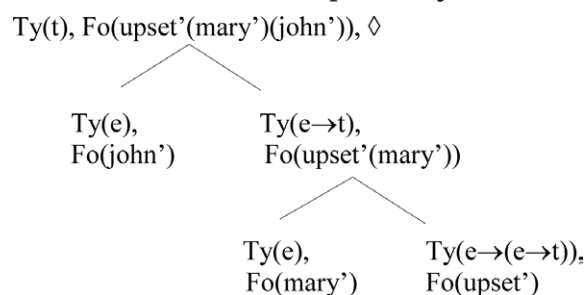 Ty(t), Fo(upset’(mary’)(john’)), ◊
Ty(e), Ty(e→t),
Fo(john’) Fo(upset’(mary’))
Ty(e), Ty(e→(e→t)),
Fo(mary’) Fo(upset’)